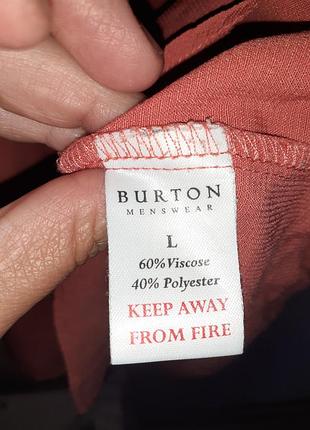 BURTON
MENSWEAR
L
60%Viscose
40% Polyester
KEEP AWAY
FROM FIRE